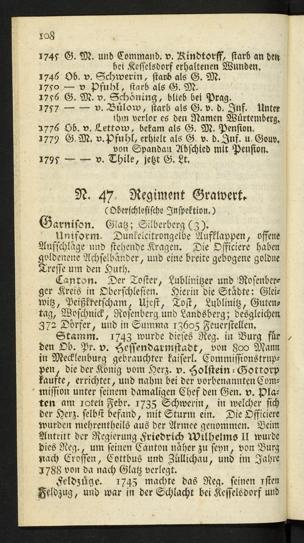 108
1745 G. M. und Command. v. Kindtorff, starb an den
bei Kesselsdorf erhaltenen Wunden.
1746 Ob. v. Schwerin, starb als G. M.
1750 — v Pfuhl, starb als G. M.
1756 G. M. v. Schöning, blieb bei Prag.
1757 — — v. Bülow, starb als G. v. d. Inf. Unter
ihm verlor es den Namen Würtemberg.
1776 Ob. v. Lettow, bekam als G. M. Pension.
1779 G. M. v. Pfuhl, erhielt als G. v. d. Inf. u. Gouv.
von Spandau Abschied mit Pension.
1795 — — v. Thile, jetzt G. Lt.
N. 47. Regiment Grawert.
(Oberschlesische Inspektion.)
Garnison. Glatz; Silberberg (3).
Uniform. Dunkelcitrongelbe Aufklappen, offene
Aufschläge und stehende Kragen. Die Officiere haben
goldenene Achselbänder, und eine breite gebogene goldne
Tresse um den Huth.
Canton. Der Toster, Lublinitzer und Rosenber-
ger Kreis in Oberschlesien. Hierin die Städte: Glei-
witz, Peißkretscham, Ujest, Tost, Lublinitz, Guten-
tag, Woschnick, Rosenberg und Landsberg; desgleichen
372 Dörfer, und in Summa 13605 Feuerstellen.
Stamm. 1743 wurde dieses Reg. in Burg für
den Ob. Pr. v. Hessendarmstadt, von 800 Mann
in Mecklenburg gebrauchter kaiserl. Commissionstrup-
pen, die der König vom Herz. v. Holstein-Gottorp
kaufte, errichtet, und nahm bei der vorbenannten Com-
mission unter seinem damaligen Chef den Gen. v. Pla-
ten am 10ten Febr. 1735 Schwerin, in welcher sich
der Herz. selbst befand, mit Sturm ein. Die Officiere
wurden mehrentheils aus der Armee genommen. Beim
Antritt der Regierung Friedrich Wilhelms II wurde
dies Reg., um seinen Canton näher zu seyn, von Burg
nach Crossen, Cottbus und Züllichau, und im Jahre
1788 von da nach Glatz verlegt.
Feldzüge. 1745 machte das Reg. seinen 1sten
Feldzug, und war in der Schlacht bei Kesselsdorf und